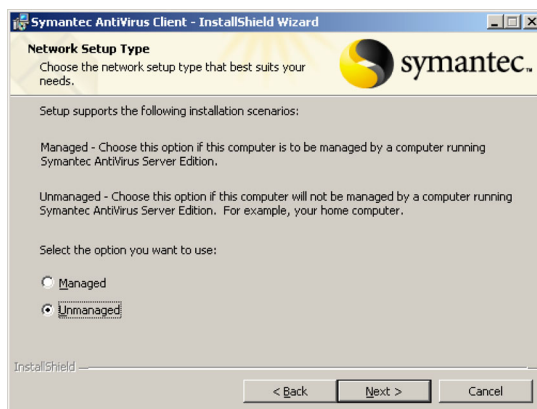 Symantec AntiVirus Client - InstallShield Wizard
Network Setup Type
Choose the network setup type that best suits your
needs.
symantec.
Setup supports the following installation scenarios:
Managed - Choose this option if this computer is to be managed by a computer running
Symantec AntiVirus Server Edition.
Unmanaged - Choose this option if this computer will not be managed by a computer running
Symantec AntiVirus Server Edition. For example, your home computer.
Select the option you want to use:
Managed
Unmanaged
InstallShield
< Back
Next >
Cancel